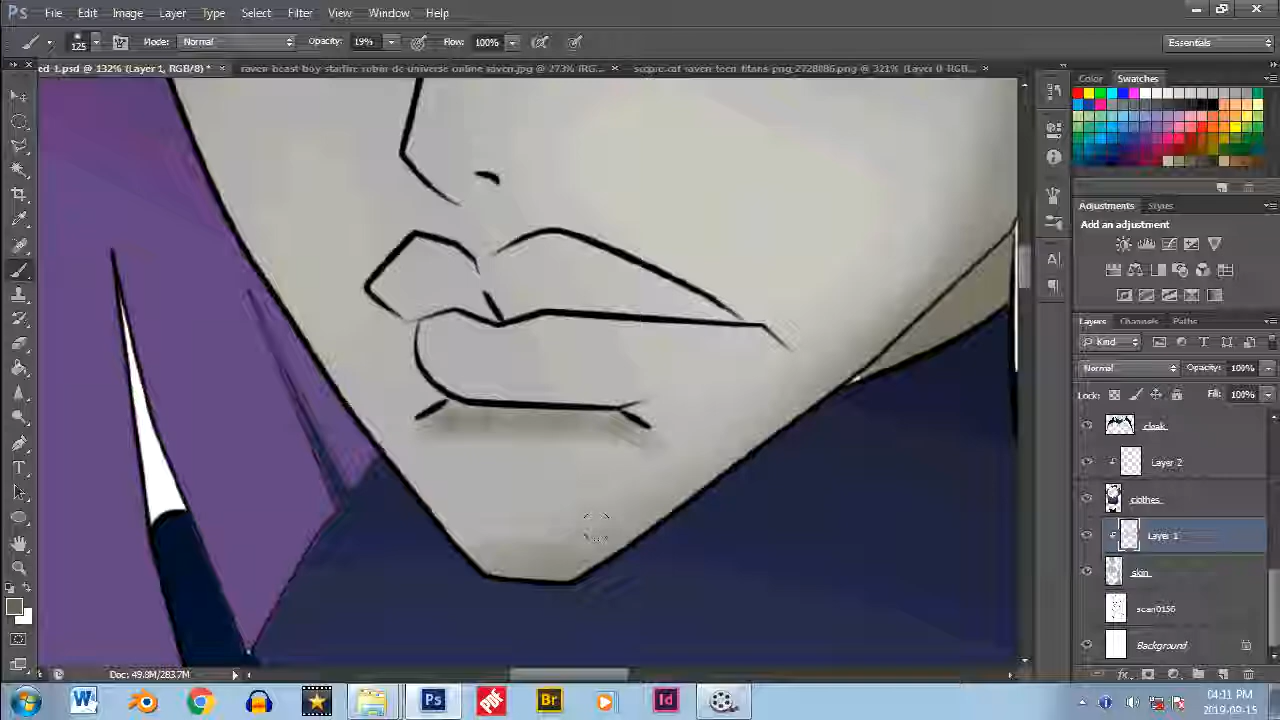 Ps File Edit Image Layer Type Select Filter View Window Help
125 Mode: Normal Opacity: 19% Flow: 100% Essentials
ed-1.psd @ 132% (Layer 1, RGB/8) * raven-beast-boy-starfire-robin-dc-universe-online-raven.jpg @ 273% (RG... teen-titans-png-2728086.png @ 321% (Layer 0, RGB...
Color Swatches
Adjustments Styles
Add an adjustment
Layers Channels Paths
Kind
Normal Opacity: 100%
Lock: Fill: 100%
cloak
Layer 2
clothes
Layer 1
skin
scan0156
Background
Doc: 49.8M/283.7M
W Ps Br Id
04:11 PM
2019-09-15